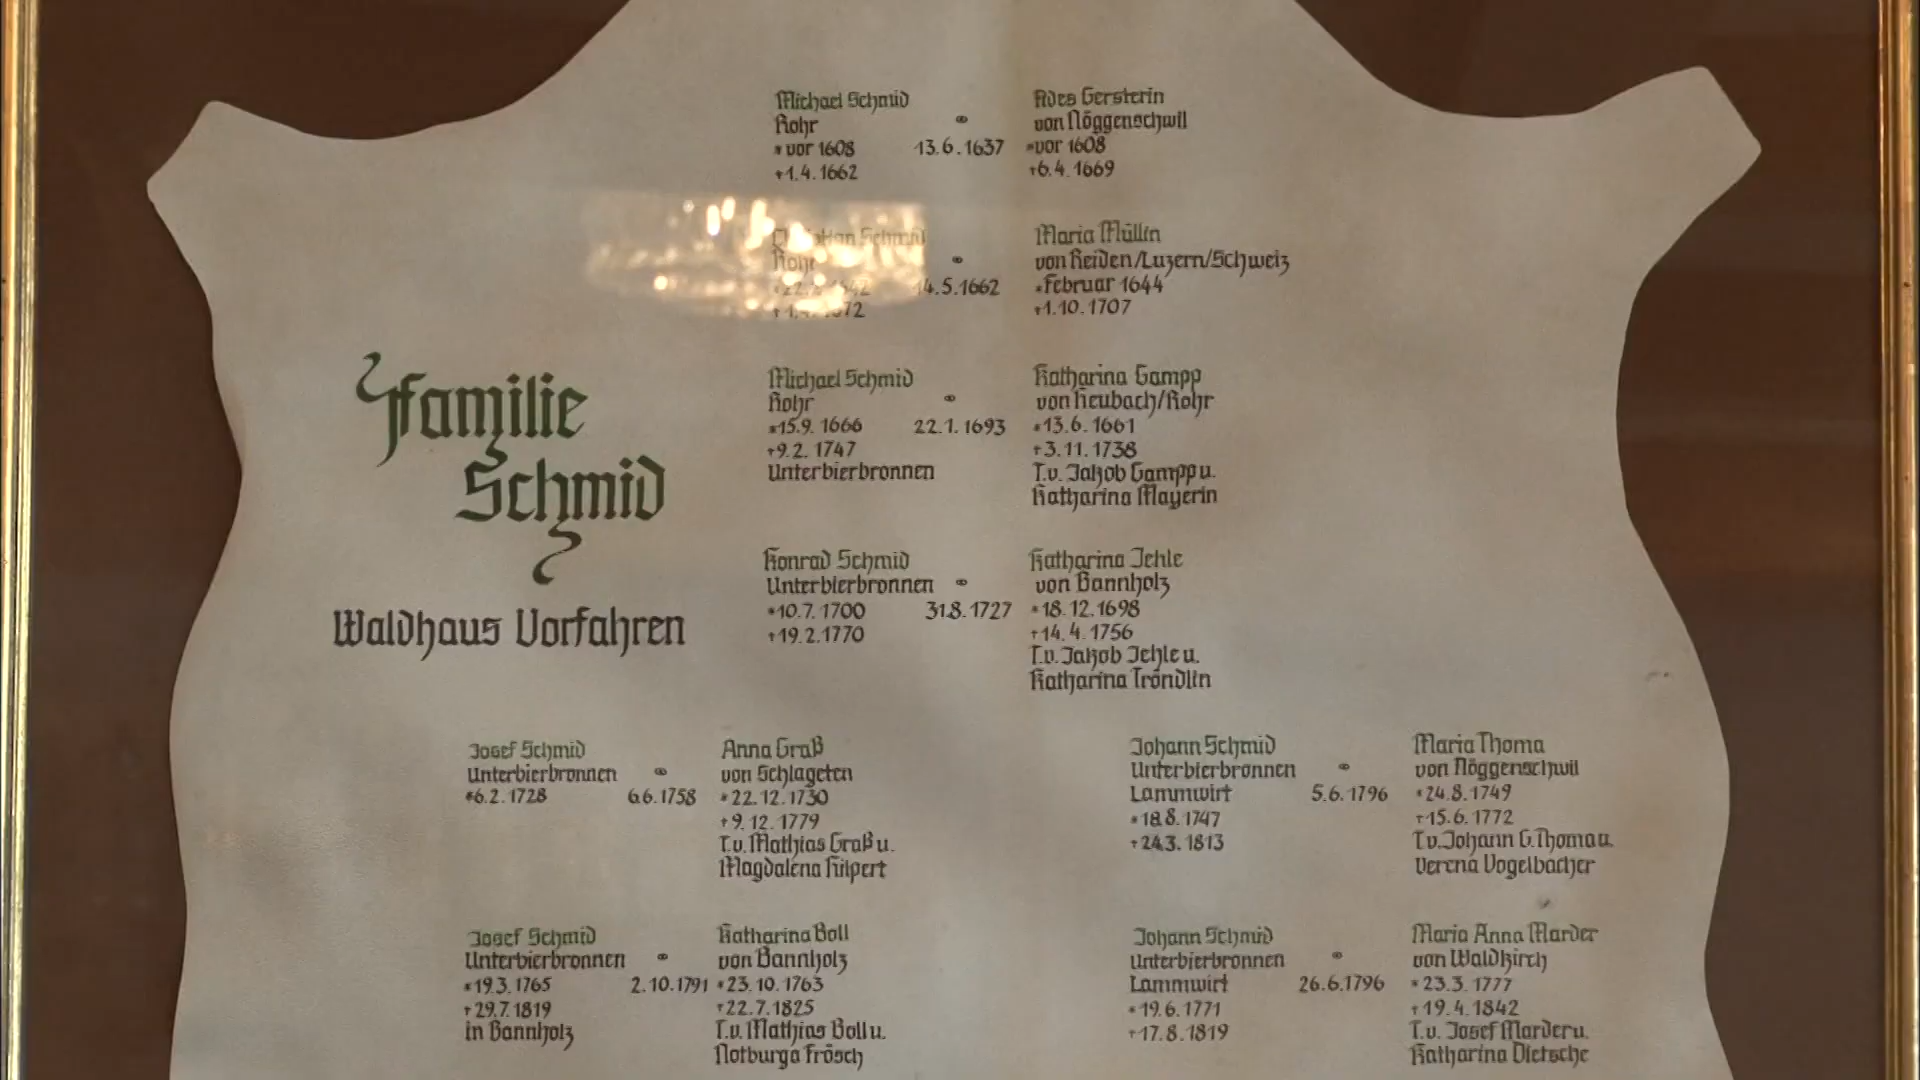 Michael Schmid
Rohr
∞
* vor 1608
13.6.1637
† 1.4.1662
von Nöggenschwil
* vor 1608
† 6.4.1669
Schmid
Rohr
∞
14.5.1662
Maria Müllin
von Reiden/Luzern/Schweiz
* Februar 1644
† 1.10.1707
Familie
Schmid
Waldhaus Vorfahren
Michael Schmid
Rohr
∞
* 15.9.1666
22.1.1693
† 9.2.1747
Unterbierbronnen
Katharina Gampp
von Heubach/Rohr
* 13.6.1661
† 3.11.1738
T.v. Jakob Gampp u.
Katharina Mayerin
Konrad Schmid
Unterbierbronnen
∞
* 10.7.1700
31.8.1727
† 19.2.1770
Katharina Jehle
von Bannholz
* 18.12.1698
† 14.4.1756
T.v. Jakob Jehle u.
Katharina Tröndlin
Josef Schmid
Unterbierbronnen
∞
* 6.2.1728
6.6.1758
Anna Graß
von Schlageten
* 22.12.1730
† 9.12.1779
T.v. Mathias Graß u.
Magdalena Hilpert
Johann Schmid
Unterbierbronnen
∞
Lammwirt
5.6.1796
* 18.8.1747
† 24.3.1813
Maria Thoma
von Nöggenschwil
* 24.8.1749
† 15.6.1772
T.v. Johann G. Thoma u.
Verena Vogelbacher
Josef Schmid
Unterbierbronnen
∞
* 19.3.1765
2.10.1791
† 29.7.1819
in Bannholz
Katharina Boll
von Bannholz
* 23.10.1763
† 22.7.1825
T.v. Mathias Boll u.
Notburga Frösch
Johann Schmid
Unterbierbronnen
∞
Lammwirt
26.6.1796
* 19.6.1771
† 17.8.1819
Maria Anna Marder
von Waldkirch
* 23.3.1777
† 19.4.1842
T.v. Josef Marder u.
Katharina Dietsche